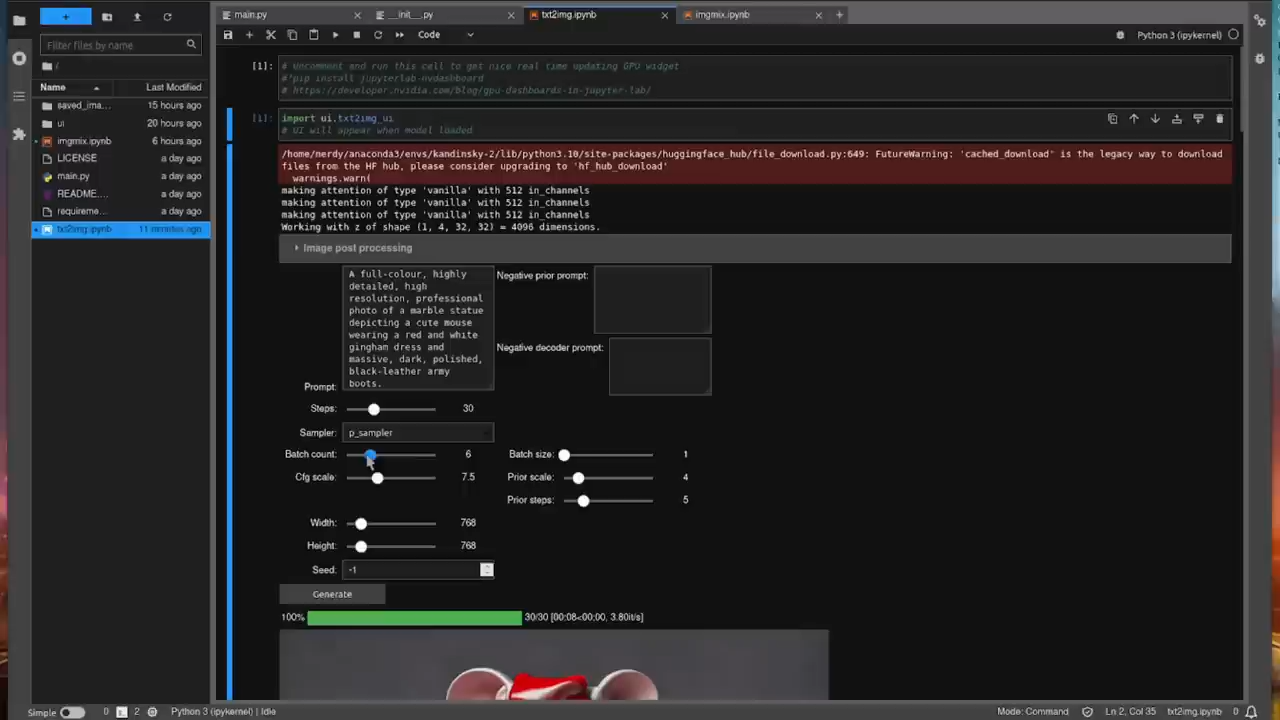 main.py
__init__.py
txt2img.ipynb
imgmix.ipynb
Filter files by name
Code
Python 3 (ipykernel)
/
Name
Last Modified
saved_ima...
15 hours ago
ui
20 hours ago
imgmix.ipynb
6 hours ago
LICENSE
a day ago
main.py
a day ago
README....
a day ago
requireme...
a day ago
txt2img.ipynb
11 minutes ago
[1]:
# Uncomment and run this cell to get nice real time updating GPU widget
#!pip install jupyterlab-nvdashboard
# https://developer.nvidia.com/blog/gpu-dashboards-in-jupyter-lab/
[1]:
import ui.txt2img_ui
# UI will appear when model loaded
/home/nerdy/anaconda3/envs/kandinsky-2/lib/python3.10/site-packages/huggingface_hub/file_download.py:649: FutureWarning: 'cached_download' is the legacy way to download
files from the HF hub, please consider upgrading to 'hf_hub_download'
warnings.warn(
making attention of type 'vanilla' with 512 in_channels
making attention of type 'vanilla' with 512 in_channels
making attention of type 'vanilla' with 512 in_channels
Working with z of shape (1, 4, 32, 32) = 4096 dimensions.
Image post processing
A full-colour, highly
detailed, high
resolution, professional
photo of a marble statue
depicting a cute mouse
wearing a red and white
gingham dress and
massive, dark, polished,
black-leather army
boots.
Prompt:
Negative prior prompt:
Negative decoder prompt:
Steps: 30
Sampler: p_sampler
Batch count: 6
Batch size: 1
Cfg scale: 7.5
Prior scale: 4
Prior steps: 5
Width: 768
Height: 768
Seed: -1
Generate
100% 30/30 [00:08<00:00, 3.80it/s]
Simple
0
2
Python 3 (ipykernel) | Idle
Mode: Command
Ln 2, Col 35
txt2img.ipynb
0